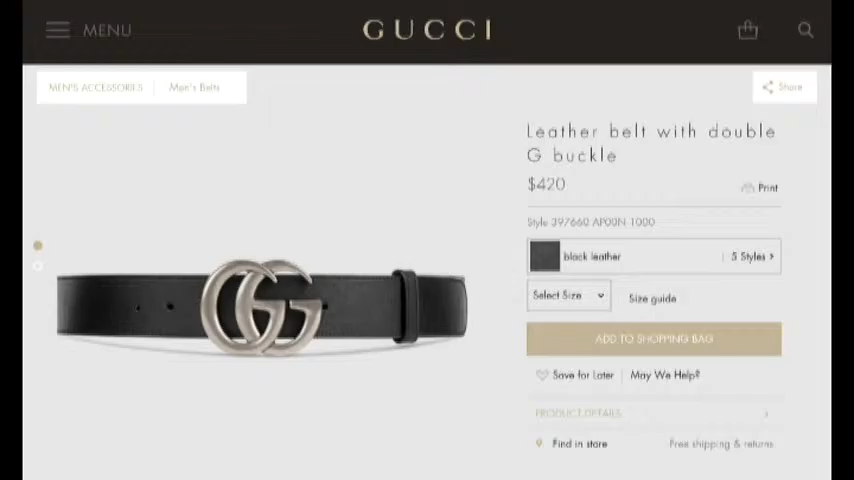 MENU
GUCCI
MEN'S ACCESSORIES
Men's Belts
Share
Leather belt with double
G buckle
$420
Print
Style 397660 AP00N 1000
black leather
5 Styles
Select Size
Size guide
ADD TO SHOPPING BAG
Save for Later
May We Help?
PRODUCT DETAILS
Find in store
Free shipping & returns